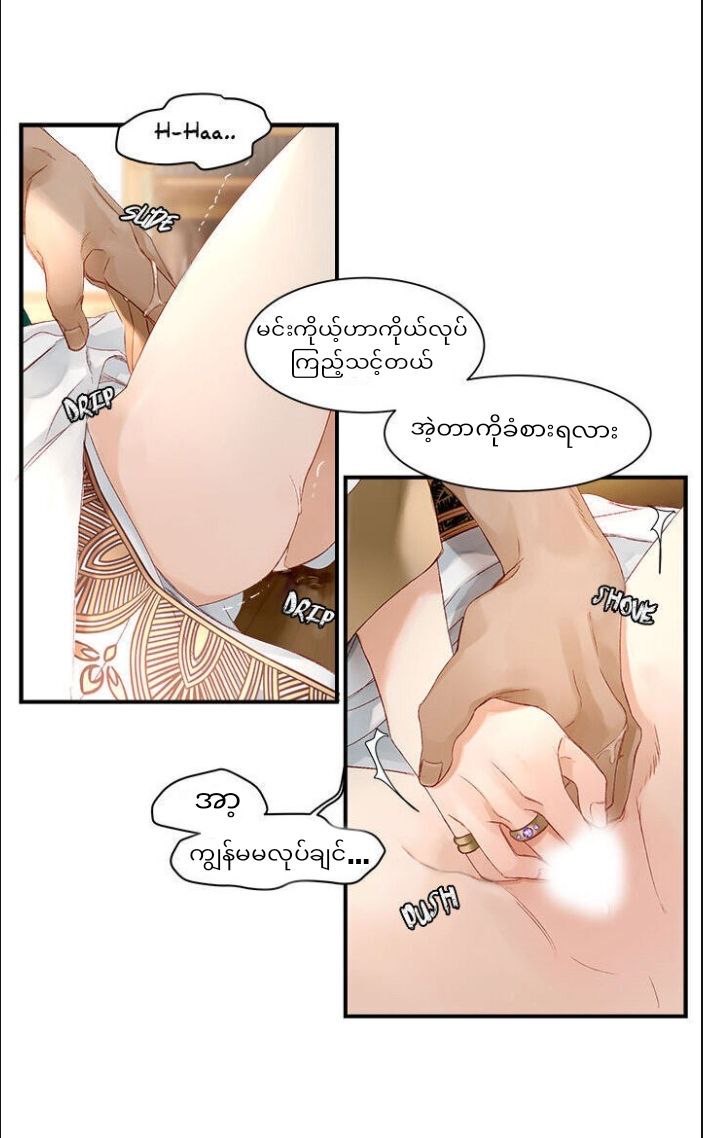 H-Haa..
SLIDE
မင်းကိုယ့်ဟာကိုယ်လုပ်
ကြည့်သင့်တယ်
DRIP
အဲ့တာကိုခံစားရလား
DRIP
SHOVE
အာ့
ကျွန်မမလုပ်ချင်...
PUSH